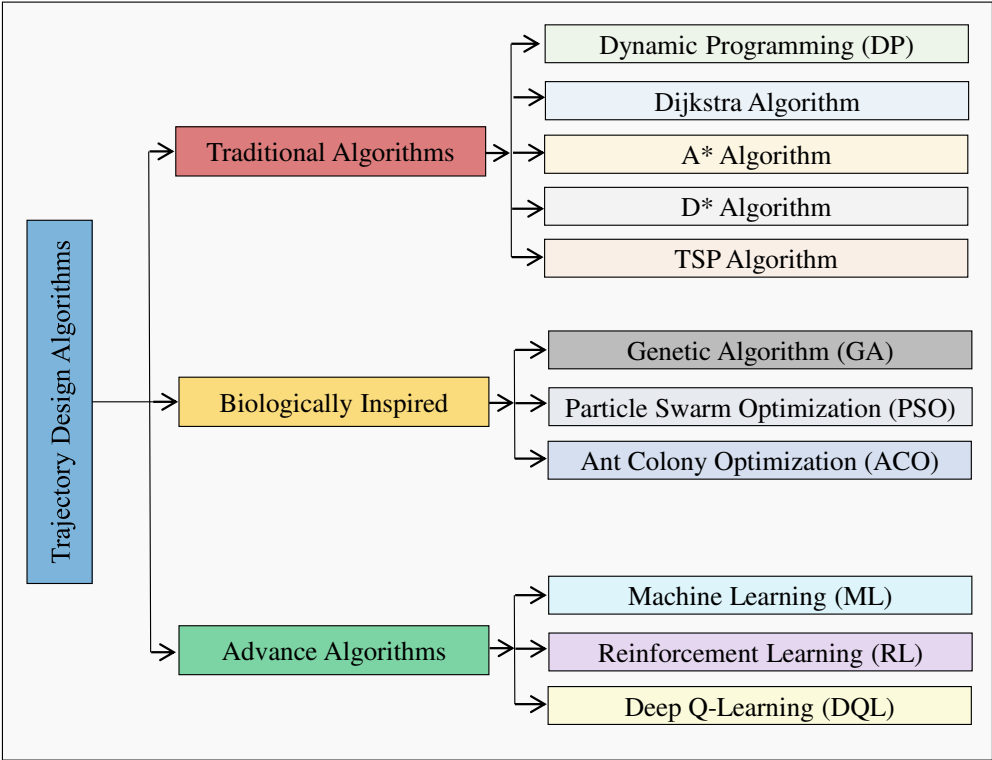 Trajectory Design Algorithms
Traditional Algorithms
Dynamic Programming (DP)
Dijkstra Algorithm
A* Algorithm
D* Algorithm
TSP Algorithm
Biologically Inspired
Genetic Algorithm (GA)
Particle Swarm Optimization (PSO)
Ant Colony Optimization (ACO)
Advance Algorithms
Machine Learning (ML)
Reinforcement Learning (RL)
Deep Q-Learning (DQL)